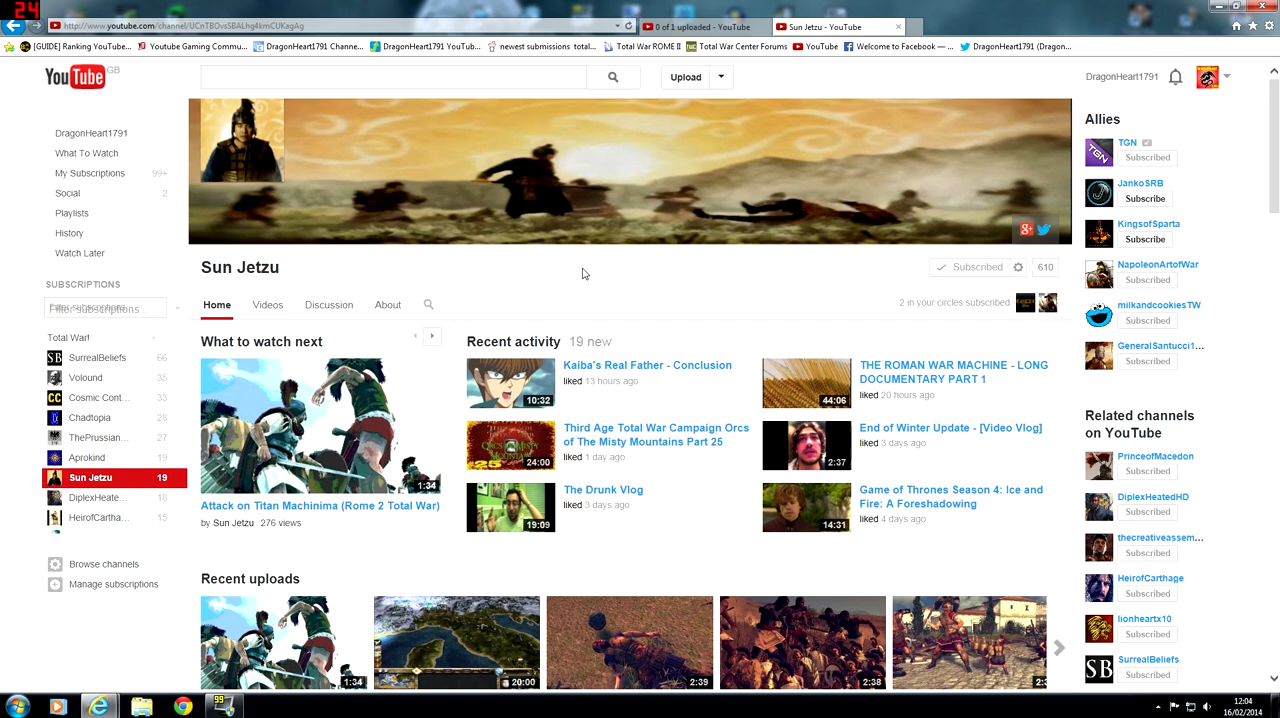 24
http://www.youtube.com/channel/UCnTBOvsSBALhg4kmCUKagAg
0 of 1 uploaded - YouTube
Sun Jetzu - YouTube
[GUIDE] Ranking YouTube...
Youtube Gaming Commu...
DragonHeart1791 Channe...
DragonHeart1791 YouTub...
newest submissions total...
Total War ROME II
Total War Center Forums
YouTube
Welcome to Facebook — ...
DragonHeart1791 (Dragon...
YouTube GB
Upload
DragonHeart1791
DragonHeart1791
What To Watch
My Subscriptions 99+
Social 2
Playlists
History
Watch Later
SUBSCRIPTIONS
Filter subscriptions
Total War!
SurrealBeliefs 66
Volound 35
Cosmic Cont... 33
Chadtopia 28
ThePrussian... 27
Aprokind 19
Sun Jetzu 19
DiplexHeate... 18
HeirofCartha... 15
Browse channels
Manage subscriptions
Sun Jetzu
Subscribed 610
Home Videos Discussion About
2 in your circles subscribed
What to watch next
1:34
Attack on Titan Machinima (Rome 2 Total War)
by Sun Jetzu 276 views
Recent activity 19 new
10:32
Kaiba's Real Father - Conclusion
liked 13 hours ago
44:06
THE ROMAN WAR MACHINE - LONG
DOCUMENTARY PART 1
liked 20 hours ago
ORCS OF THE
MISTY MOUNTAINS
25
24:00
Third Age Total War Campaign Orcs
of The Misty Mountains Part 25
liked 1 day ago
2:37
End of Winter Update - [Video Vlog]
liked 3 days ago
19:09
The Drunk Vlog
liked 3 days ago
14:31
Game of Thrones Season 4: Ice and
Fire: A Foreshadowing
liked 4 days ago
Recent uploads
1:34
20:00
2:39
2:38
Allies
TGN
TGN
Subscribed
JankoSRB
Subscribe
KingsofSparta
Subscribe
NapoleonArtofWar
Subscribed
milkandcookiesTW
Subscribed
GeneralSantucci1...
Subscribed
Related channels
on YouTube
PrinceofMacedon
Subscribed
DiplexHeatedHD
Subscribed
thecreativeassem...
Subscribed
HeirofCarthage
Subscribed
lionheartx10
Subscribed
SB
SurrealBeliefs
Subscribed
99
12:04
16/02/2014